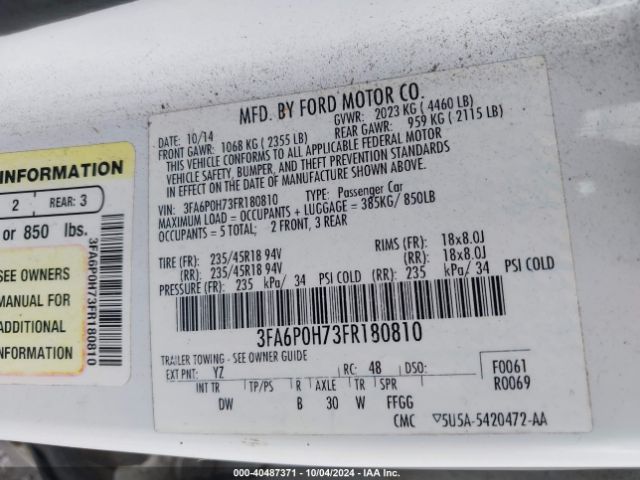 MFD. BY FORD MOTOR CO.
DATE: 10/14
GVWR: 2023 KG ( 4460 LB)
FRONT GAWR: 1068 KG ( 2355 LB)
REAR GAWR: 959 KG ( 2115 LB)
THIS VEHICLE CONFORMS TO ALL APPLICABLE FEDERAL MOTOR
VEHICLE SAFETY, BUMPER, AND THEFT PREVENTION STANDARDS
IN EFFECT ON THE DATE OF MANUFACTURE SHOWN ABOVE.
VIN: 3FA6P0H73FR180810 TYPE: Passenger Car
MAXIMUM LOAD = OCCUPANTS + LUGGAGE = 385KG/ 850LB
OCCUPANTS = 5 TOTAL; 2 FRONT, 3 REAR
TIRE (FR): 235/45R18 94V RIMS (FR): 18x8.0J
(RR): 235/45R18 94V (RR): 18x8.0J
PRESSURE (FR): 235 kPa/ 34 PSI COLD (RR): 235 kPa/ 34 PSI COLD
3FA6P0H73FR180810
TRAILER TOWING - SEE OWNER GUIDE
EXT PNT: YZ RC: 48 DSO: F0061
R0069
INT TR TP/PS R AXLE TR SPR
DW B 30 W FFGG
CMC ▽5U5A-5420472-AA
INFORMATION
2 REAR: 3
or 850 lbs.
SEE OWNERS
MANUAL FOR
ADDITIONAL
INFORMATION
3FA6P0H73FR180810
000-40487371 - 10/04/2024 - IAA Inc.